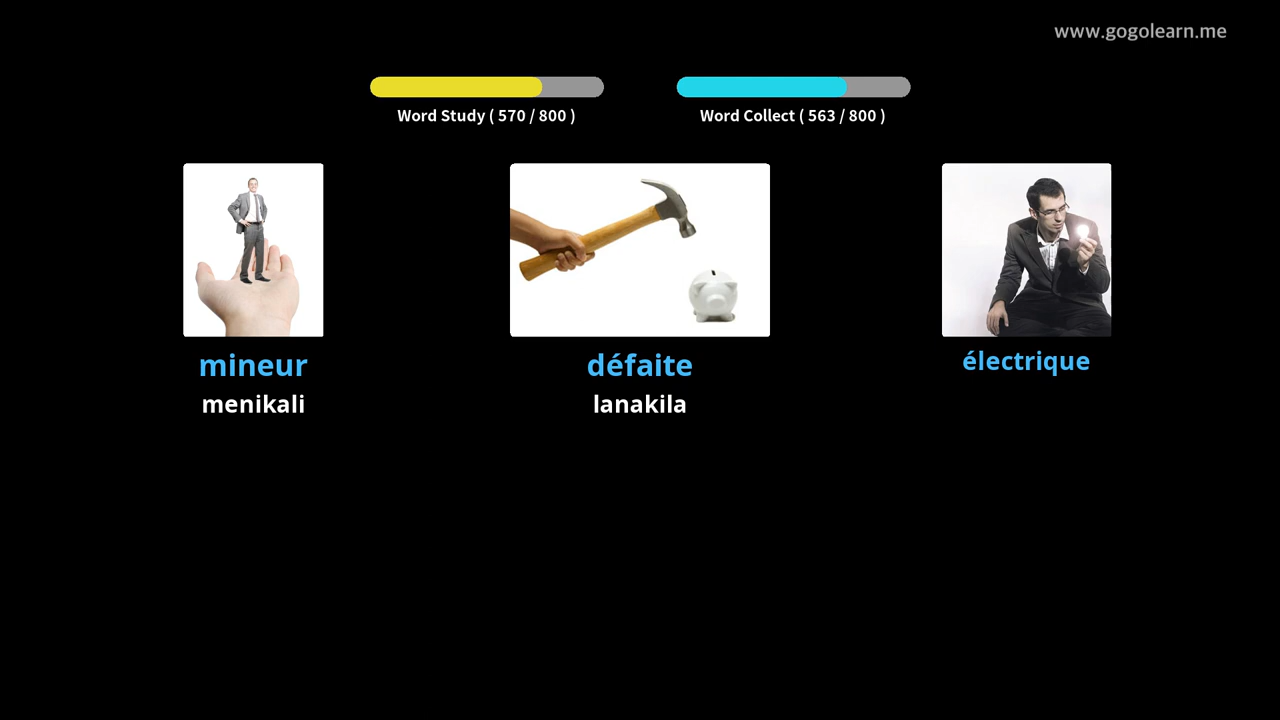 www.gogolearn.me
Word Study ( 570 / 800 )
Word Collect ( 563 / 800 )
mineur
menikali
défaite
lanakila
électrique